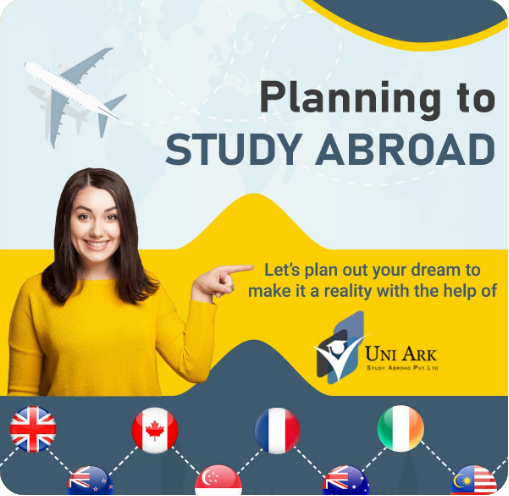 Planning to
STUDY ABROAD
Let's plan out your dream to
make it a reality with the help of
UNI ARK
STUDY ABROAD PVT.LTD